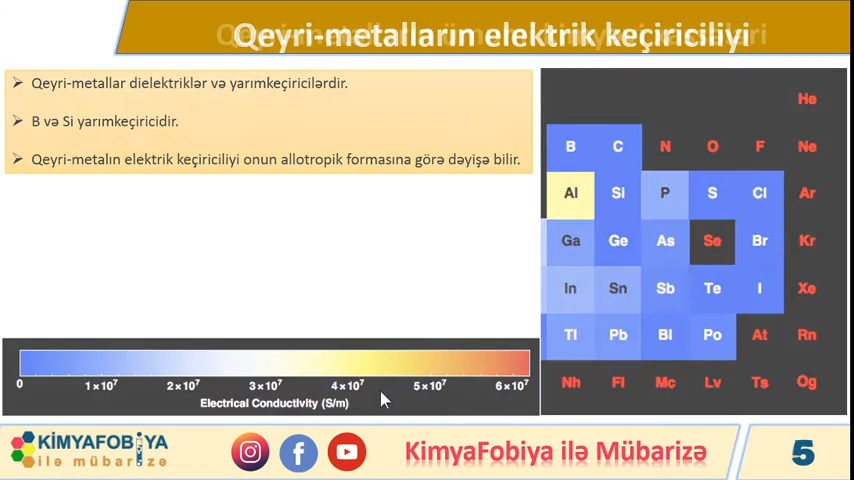 Qeyri-metalların elektrik keçiriciliyi
➢ Qeyri-metallar dielektriklər və yarımkeçiricilərdir.
➢ B və Si yarımkeçiricidir.
➢ Qeyri-metalın elektrik keçiriciliyi onun allotropik formasına görə dəyişə bilir.
He
B C N O F Ne
Al Si P S Cl Ar
Ga Ge As Se Br Kr
In Sn Sb Te I Xe
Tl Pb Bi Po At Rn
Nh Fl Mc Lv Ts Og
0 1×10⁷ 2×10⁷ 3×10⁷ 4×10⁷ 5×10⁷ 6×10⁷
Electrical Conductivity (S/m)
KİMYAFOBİYA
ilə mübarizə
KimyaFobiya ilə Mübarizə
5